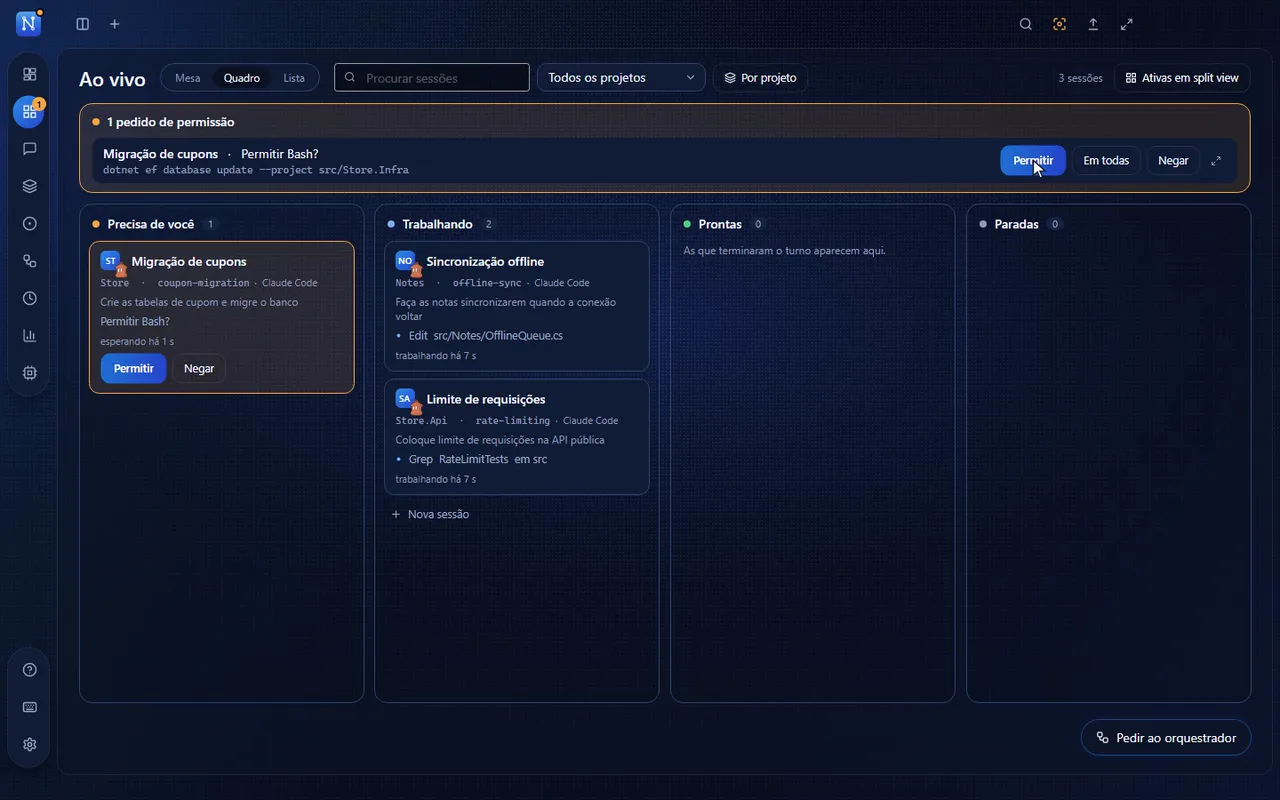 N
Ao vivo
Mesa
Quadro
Lista
Procurar sessões
Todos os projetos
Por projeto
3 sessões
Ativas em split view
1
1 pedido de permissão
Migração de cupons · Permitir Bash?
dotnet ef database update --project src/Store.Infra
Permitir
Em todas
Negar
Precisa de você 1
ST Migração de cupons
Store · coupon-migration · Claude Code
Crie as tabelas de cupom e migre o banco
Permitir Bash?
esperando há 1 s
Permitir
Negar
Trabalhando 2
NO Sincronização offline
Notes · offline-sync · Claude Code
Faça as notas sincronizarem quando a conexão
voltar
• Edit src/Notes/OfflineQueue.cs
trabalhando há 7 s
SA Limite de requisições
Store.Api · rate-limiting · Claude Code
Coloque limite de requisições na API pública
• Grep RateLimitTests em src
trabalhando há 7 s
+ Nova sessão
Prontas 0
As que terminaram o turno aparecem aqui.
Paradas 0
Pedir ao orquestrador